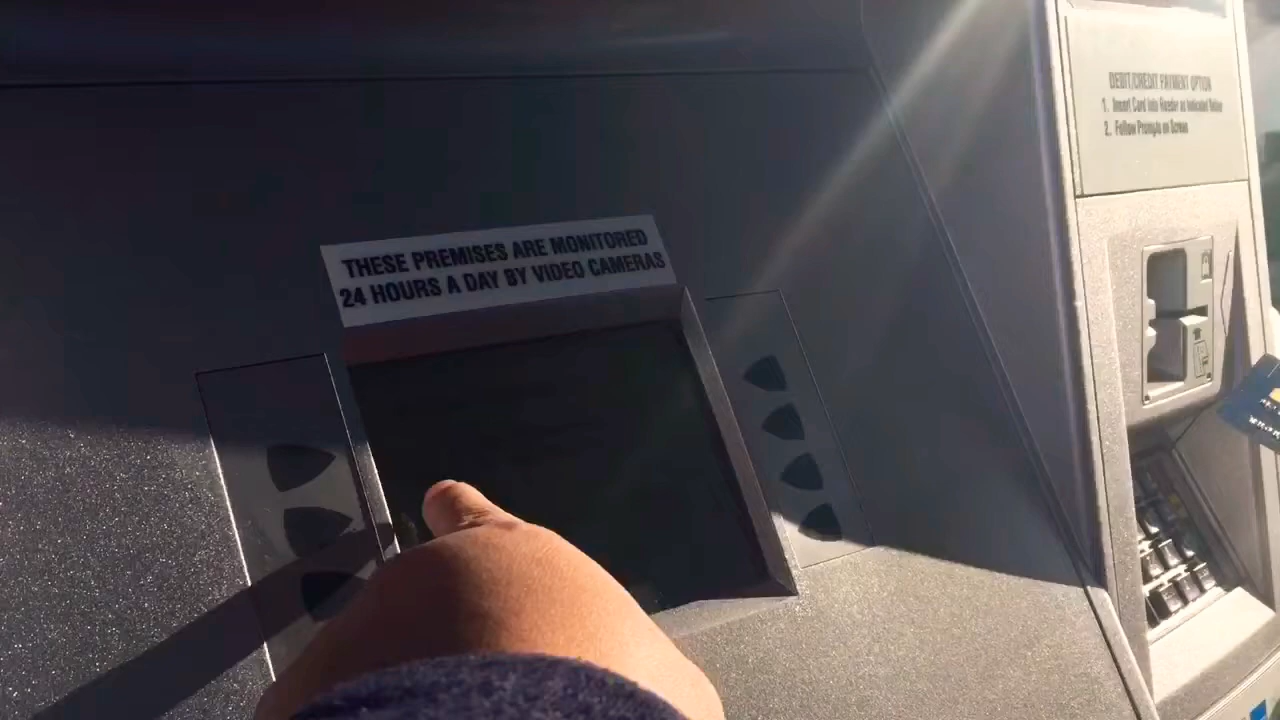 THESE PREMISES ARE MONITORED
24 HOURS A DAY BY VIDEO CAMERAS
DEBIT/CREDIT PAYMENT OPTION
1. Insert Card Into Reader as Indicated Below
2. Follow Prompts on Screen